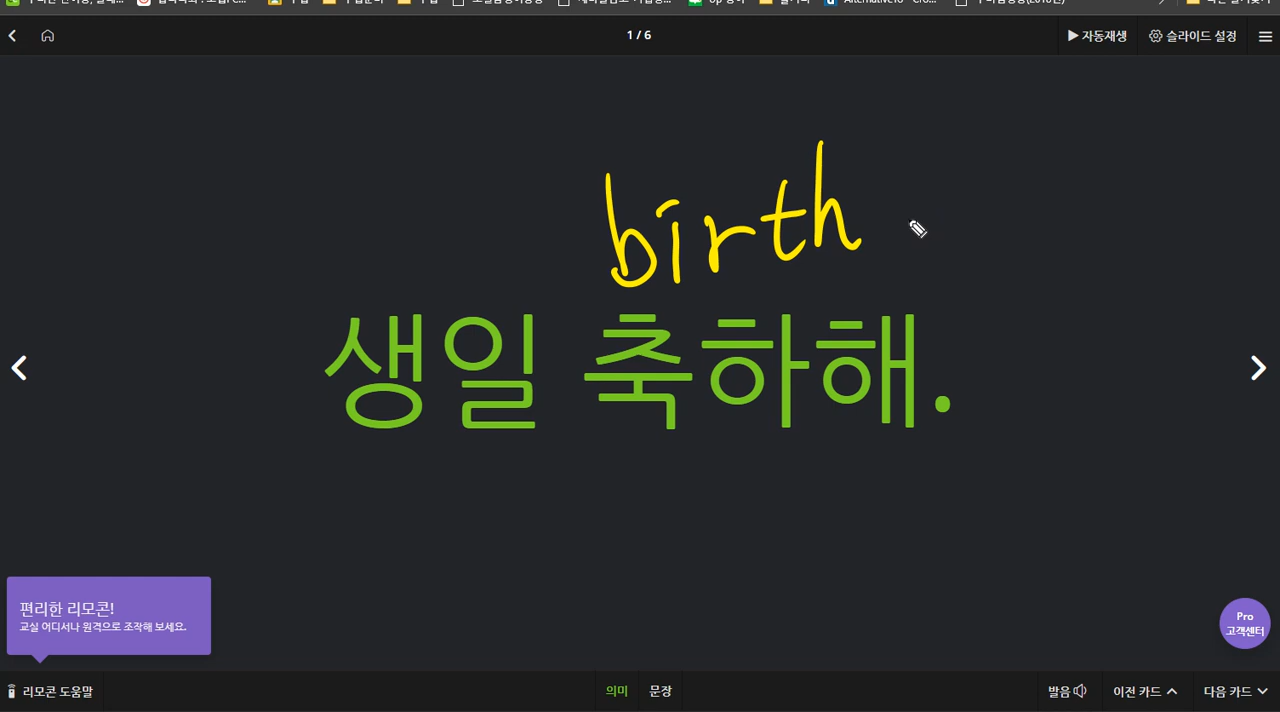 1 / 6
자동재생
슬라이드 설정
birth
생일 축하해.
편리한 리모콘!
교실 어디서나 원격으로 조작해 보세요.
Pro
고객센터
리모콘 도움말
의미
문장
발음
이전 카드
다음 카드